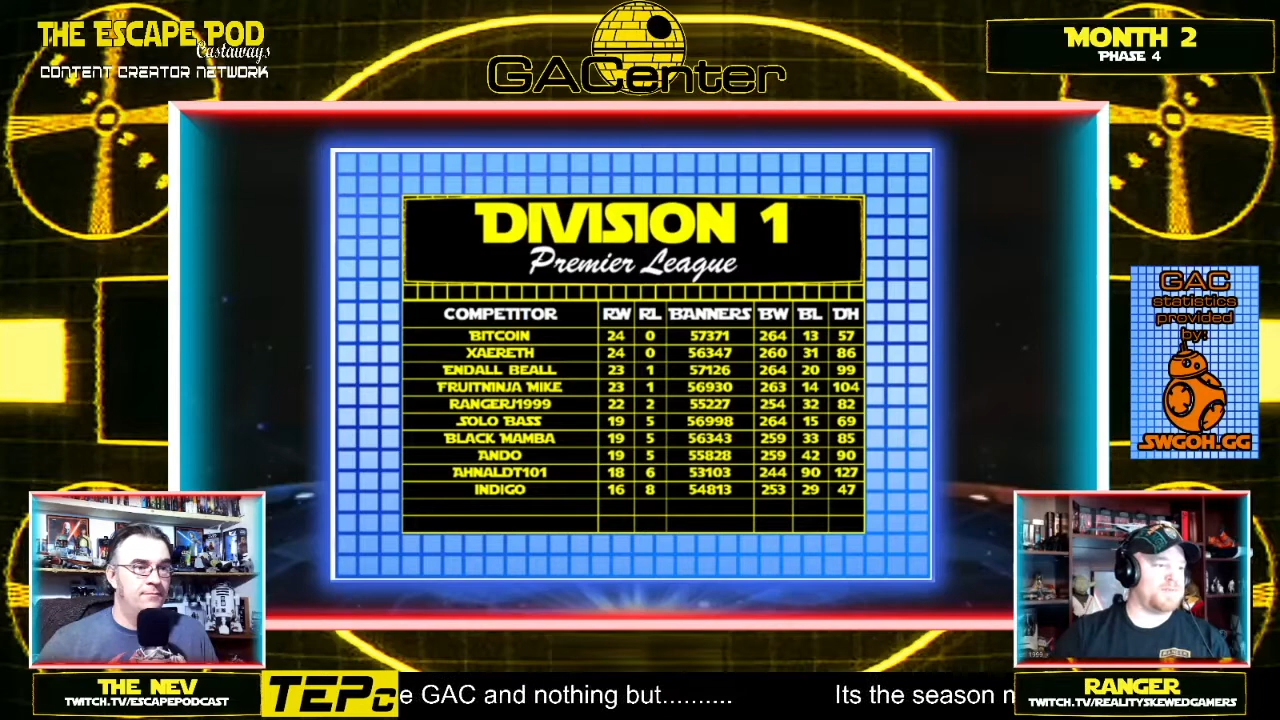 THE ESCAPE POD
Castaways
CONTENT CREATOR NETWORK
GACenter
MONTH 2
PHASE 4
DIVISION 1
Premier League
COMPETITOR RW RL BANNERS BW BL DH
BITCOIN 24 0 57371 264 13 57
XAERETH 24 0 56347 260 31 86
ENDALL BEALL 23 1 57126 264 20 99
FRUITNINJA MIKE 23 1 56930 263 14 104
RANGERJ1999 22 2 55227 254 32 82
SOLO BASS 19 5 56998 264 15 69
BLACK MAMBA 19 5 56343 259 33 85
ANDO 19 5 55828 259 42 90
AHNALDT101 18 6 53103 244 90 127
INDIGO 16 8 54813 253 29 47
GAC
statistics
provided
by:
SWGOH.GG
THE NEV
TWITCH.TV/ESCAPEPODCAST
TEPc
e GAC and nothing but.......... Its the season
RANGER
TWITCH.TV/REALITYSKEWEDGAMERS